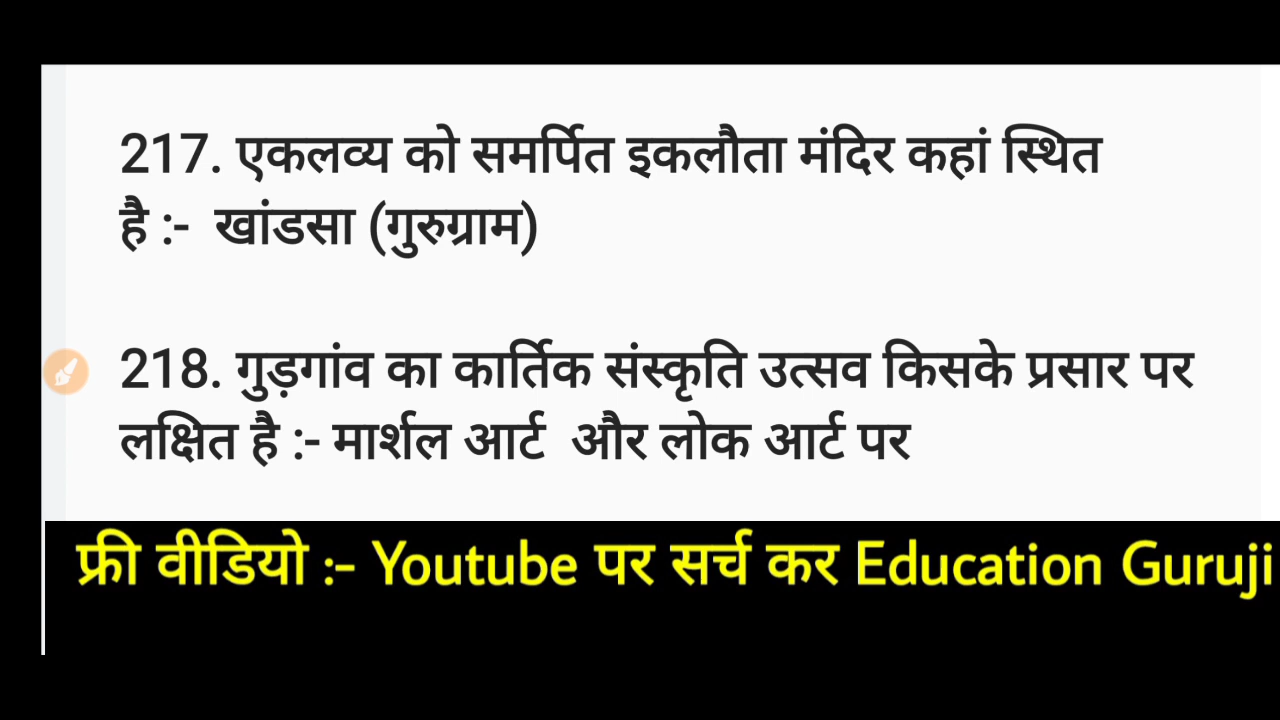 217. एकलव्य को समर्पित इकलौता मंदिर कहां स्थित
है :- खांडसा (गुरुग्राम)
218. गुड़गांव का कार्तिक संस्कृति उत्सव किसके प्रसार पर
लक्षित है :- मार्शल आर्ट और लोक आर्ट पर
फ्री वीडियो :- Youtube पर सर्च कर Education Guruji